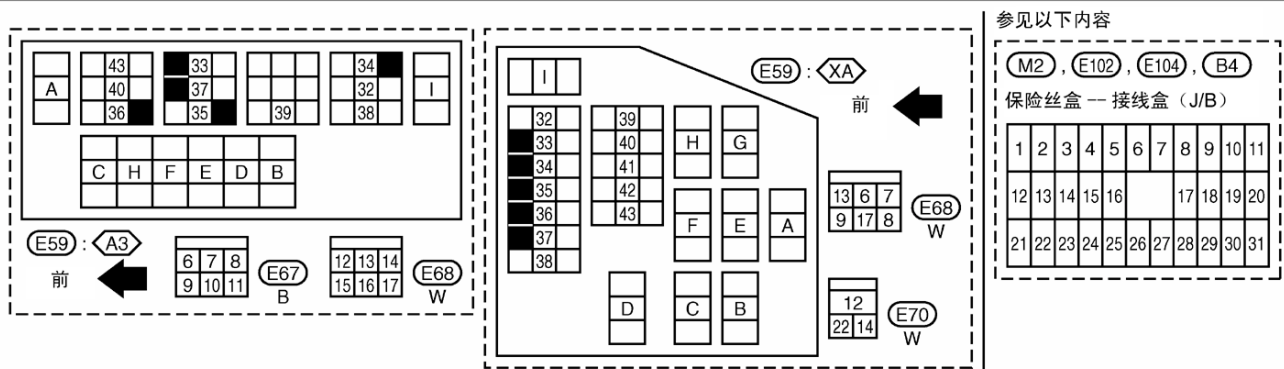 43 33 34
A 40 37 32 I
36 35 39 38
C H F E D B
E59 : A3
前
6 7 8
9 10 11
E67
B
12 13 14
15 16 17
E68
W
I
E59 : XA
前
32 39
33 40 H G
34 41
35 42
36 43 F E A
37
38
D C B
13 6 7
9 17 8
E68
W
12
22 14
E70
W
参见以下内容
M2 , E102 , E104 , B4
保险丝盒 -- 接线盒（J/B）
1 2 3 4 5 6 7 8 9 10 11
12 13 14 15 16 17 18 19 20
21 22 23 24 25 26 27 28 29 30 31